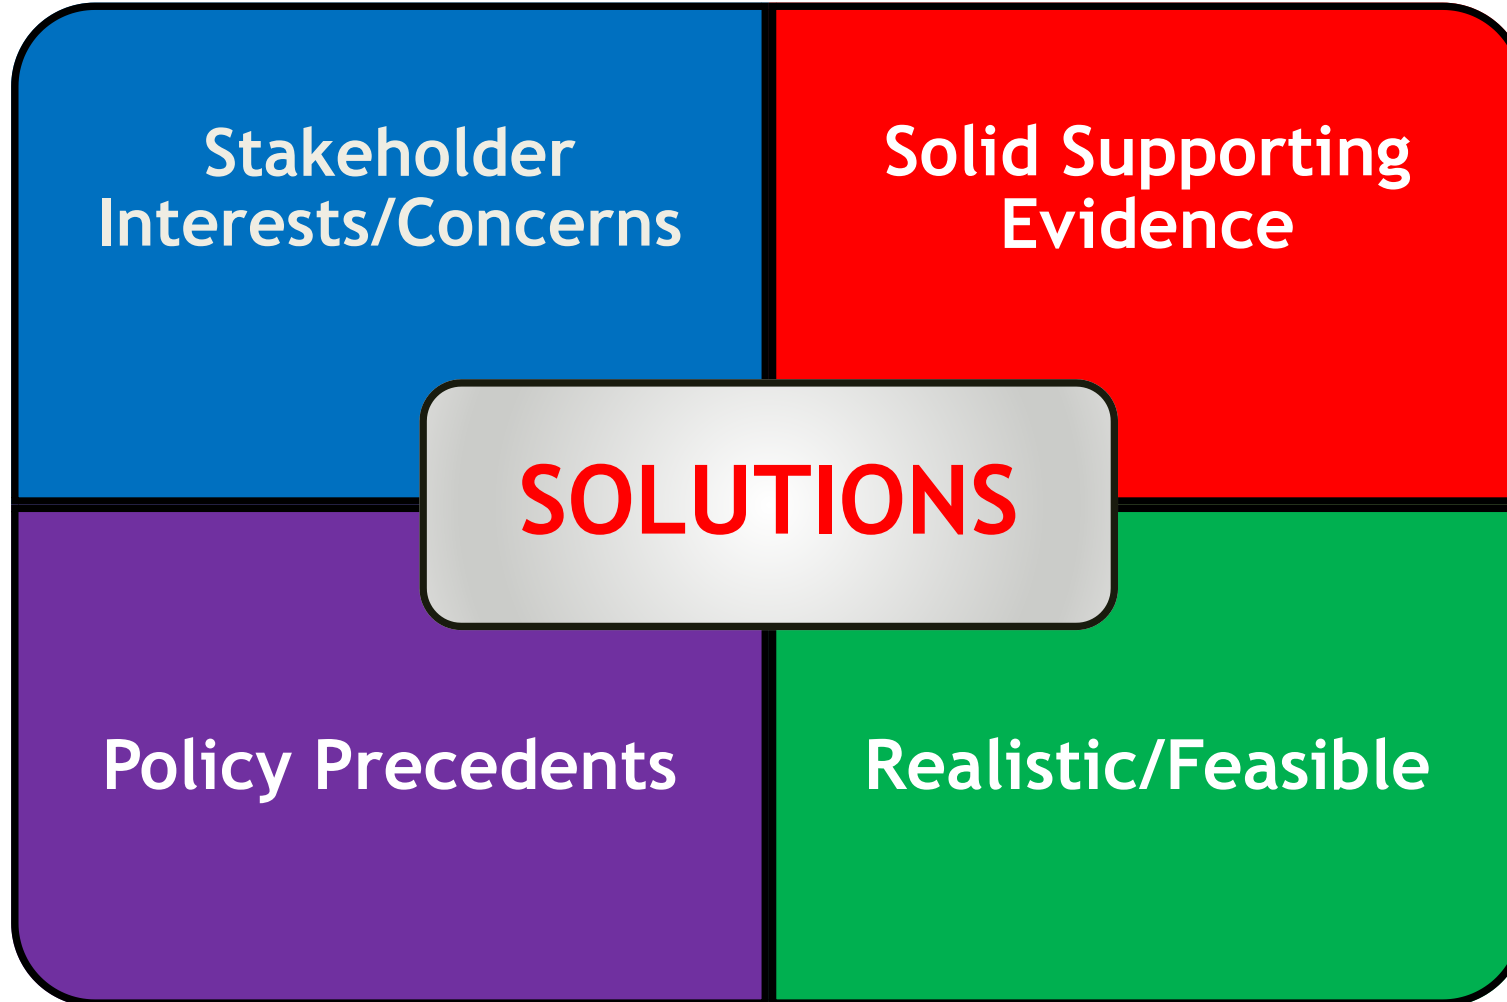 Stakeholder
Interests/Concerns
Solid Supporting
Evidence
SOLUTIONS
Policy Precedents
Realistic/Feasible